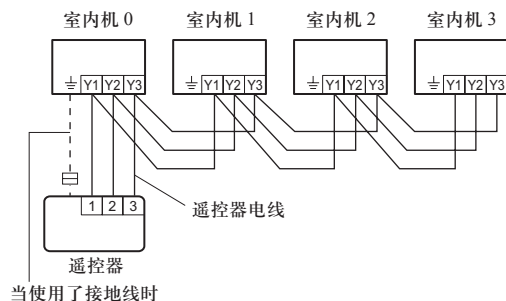 室内机 0 室内机 1 室内机 2 室内机 3
Y1 Y2 Y3 Y1 Y2 Y3 Y1 Y2 Y3 Y1 Y2 Y3
1 2 3
遥控器电线
遥控器
当使用了接地线时